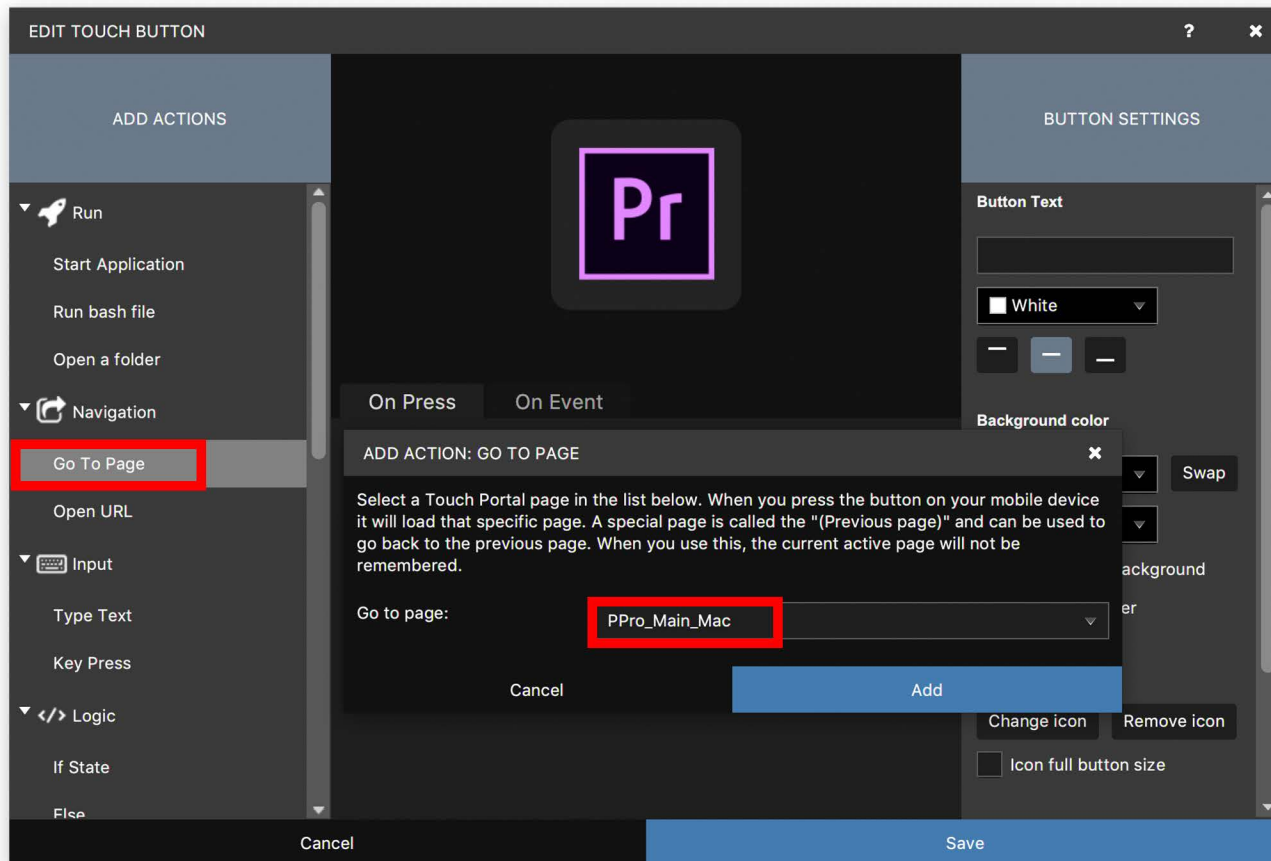 EDIT TOUCH BUTTON
?
ADD ACTIONS
Run
Start Application
Run bash file
Open a folder
Navigation
Go To Page
Open URL
Input
Type Text
Key Press
</> Logic
If State
Else
Pr
On Press
On Event
ADD ACTION: GO TO PAGE
Select a Touch Portal page in the list below. When you press the button on your mobile device
it will load that specific page. A special page is called the "(Previous page)" and can be used to
go back to the previous page. When you use this, the current active page will not be
remembered.
Go to page:
PPro_Main_Mac
Cancel
Add
BUTTON SETTINGS
Button Text
White
Background color
Swap
ackground
er
Change icon
Remove icon
Icon full button size
Cancel
Save